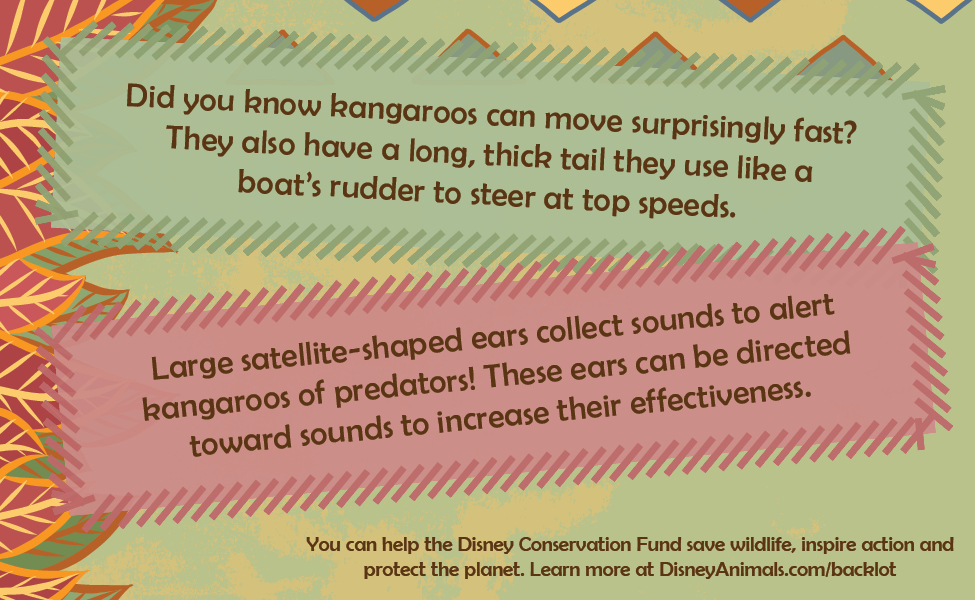 Did you know kangaroos can move surprisingly fast?
They also have a long, thick tail they use like a
boat's rudder to steer at top speeds.
Large satellite-shaped ears collect sounds to alert
kangaroos of predators! These ears can be directed
toward sounds to increase their effectiveness.
You can help the Disney Conservation Fund save wildlife, inspire action and
protect the planet. Learn more at DisneyAnimals.com/backlot